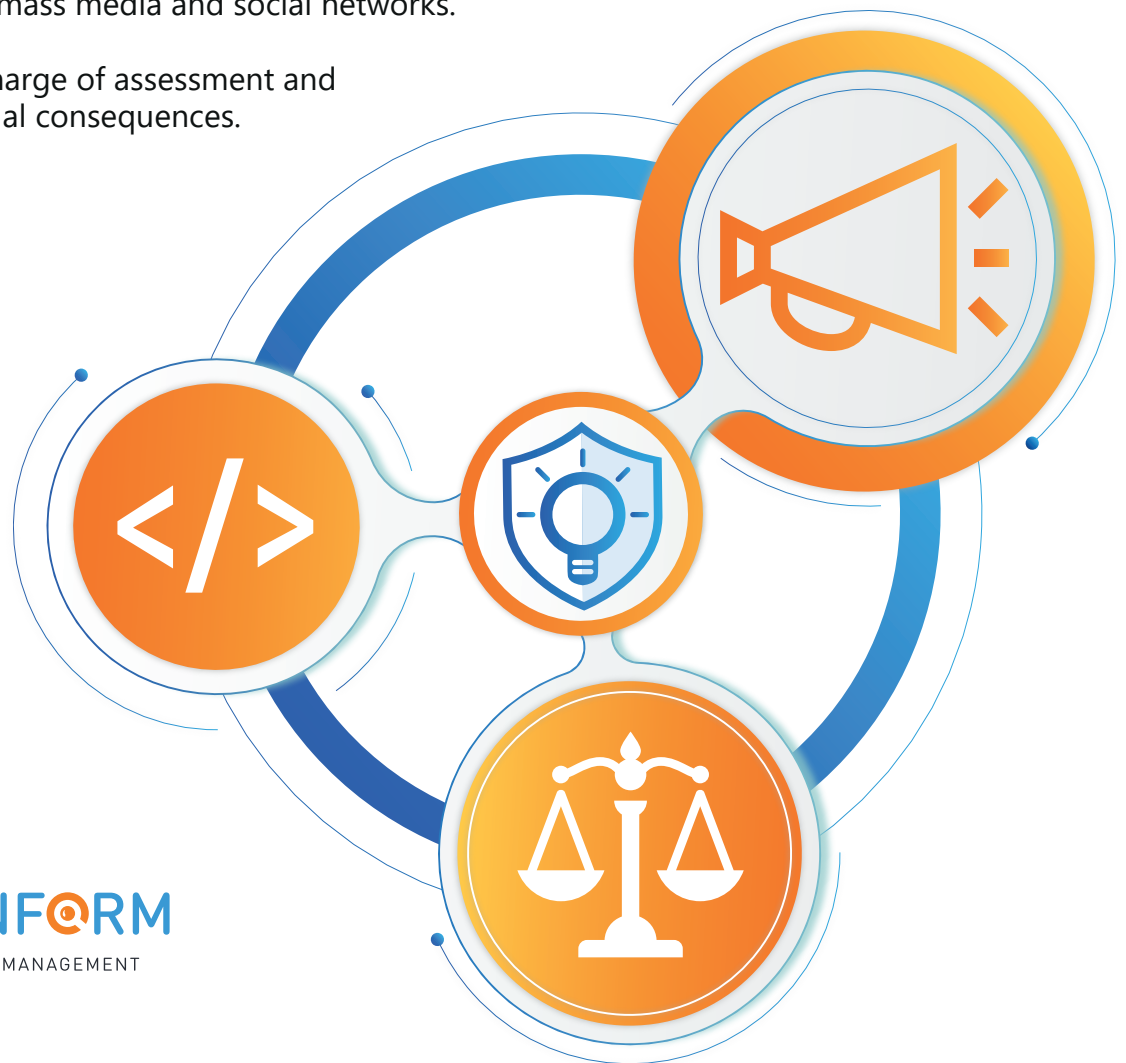 mass media and social networks.
harge of assessment and
al consequences.
</>
NFORM
MANAGEMENT